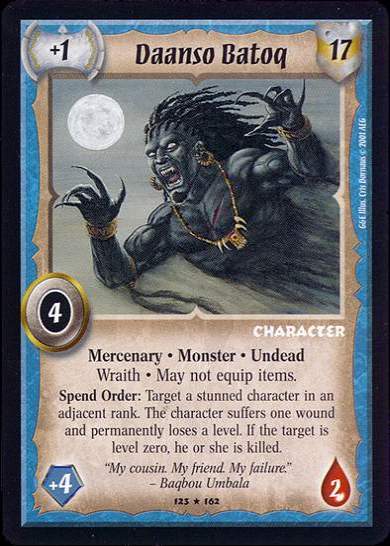 +1
Daanso Batoq
17
G6E Illus. Cris Dornaus © 2001 AEG
4
CHARACTER
Mercenary • Monster • Undead
Wraith • May not equip items.
Spend Order: Target a stunned character in an
adjacent rank. The character suffers one wound
and permanently loses a level. If the target is
level zero, he or she is killed.
"My cousin. My friend. My failure."
– Baqbou Umbala
+4
123 ★ 162
2